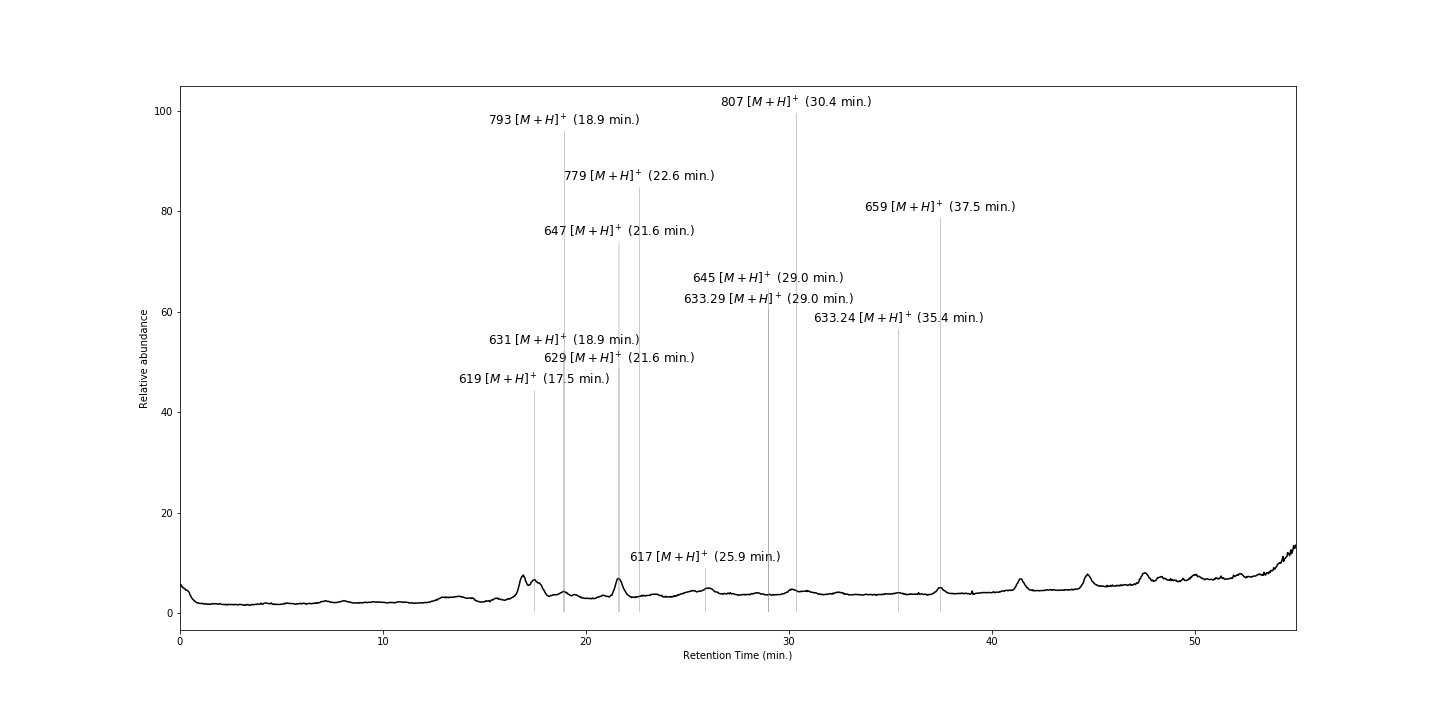 807 [M + H]⁺ (30.4 min.)
100
793 [M + H]⁺ (18.9 min.)
779 [M + H]⁺ (22.6 min.)
80
659 [M + H]⁺ (37.5 min.)
647 [M + H]⁺ (21.6 min.)
645 [M + H]⁺ (29.0 min.)
633.29 [M + H]⁺ (29.0 min.)
60
633.24 [M + H]⁺ (35.4 min.)
631 [M + H]⁺ (18.9 min.)
629 [M + H]⁺ (21.6 min.)
619 [M + H]⁺ (17.5 min.)
Relative abundance
40
20
617 [M + H]⁺ (25.9 min.)
0
0 10 20 30 40 50
Retention Time (min.)